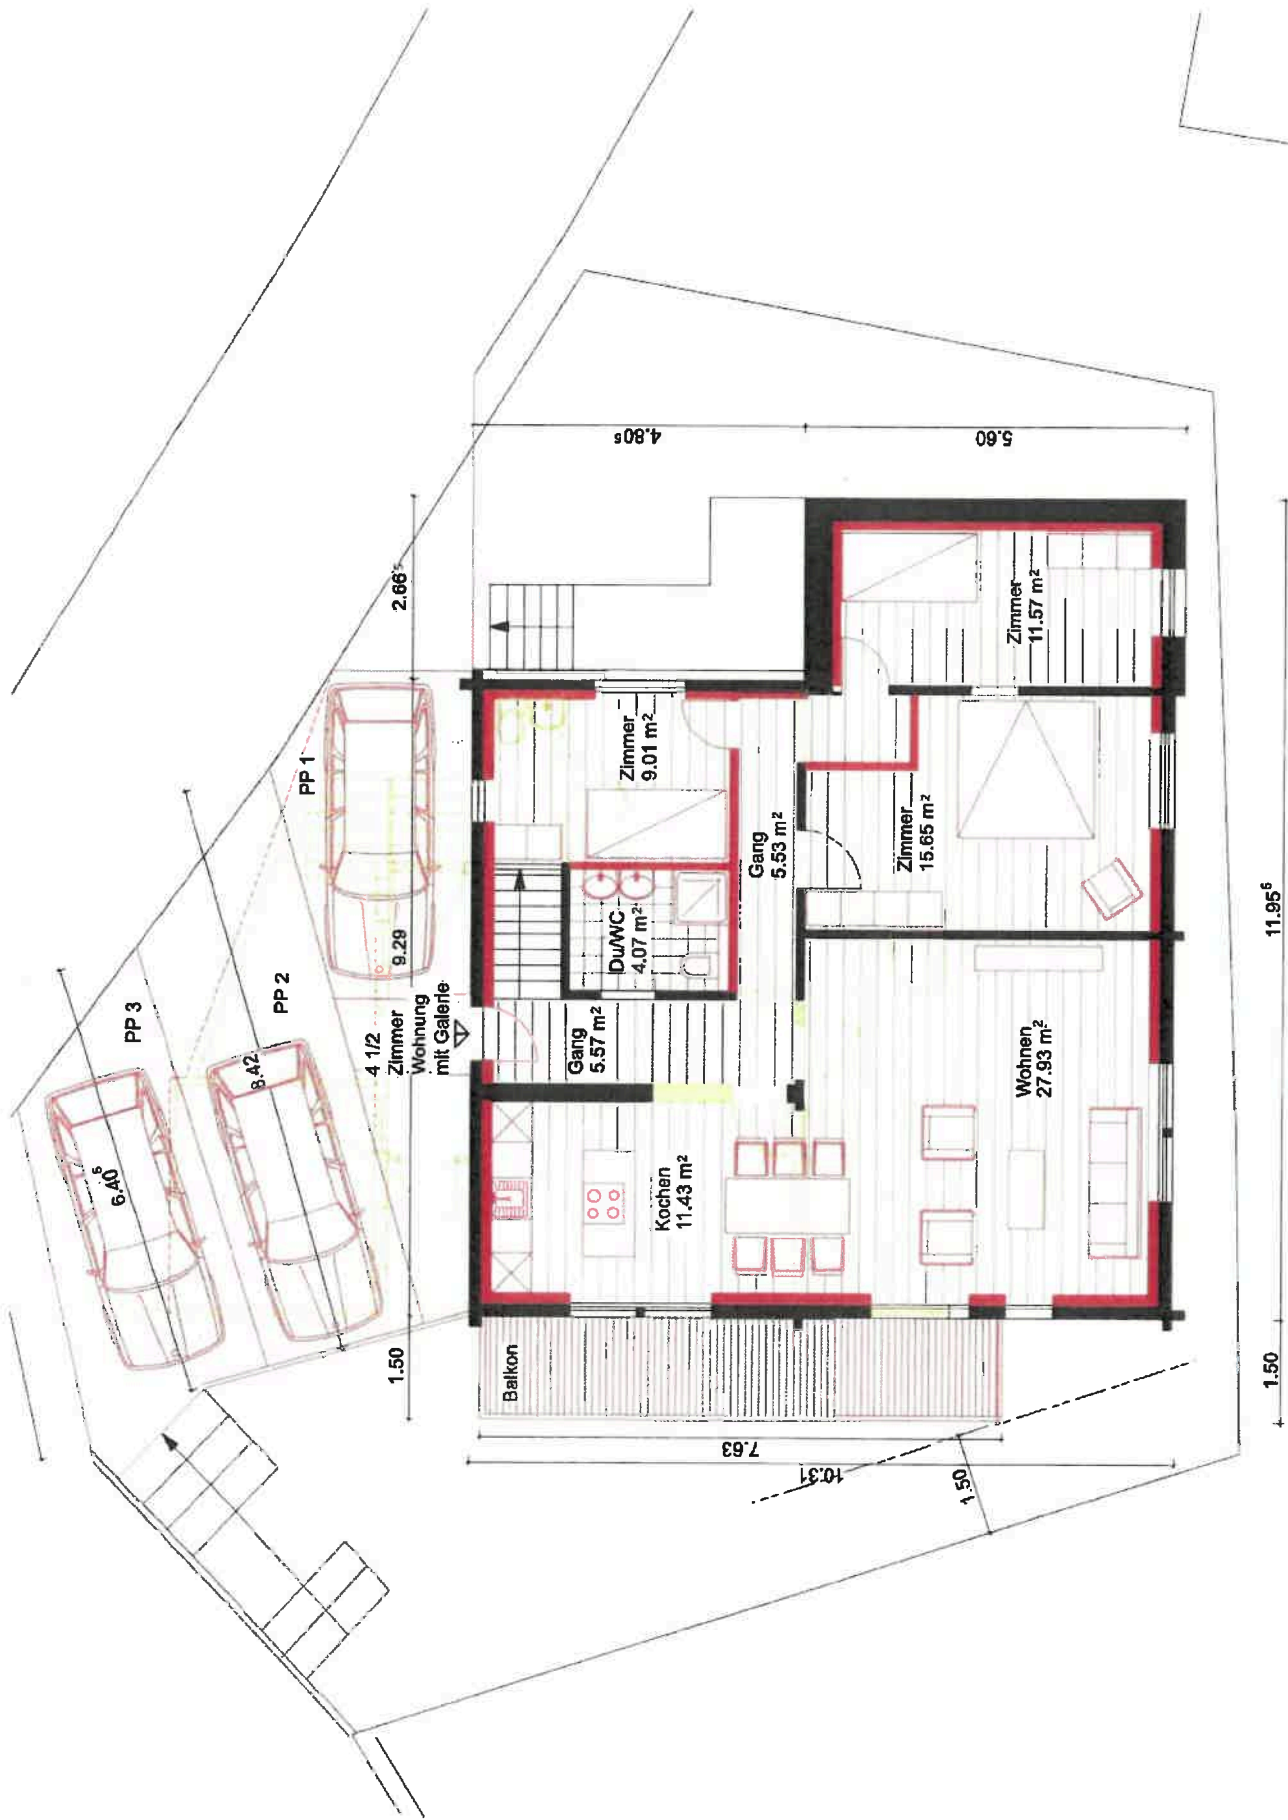 PP 3
6.40⁵
PP 2
8.42
PP 1
9.29
4 1/2
Zimmer
Wohnung
mit Galerie
1.50
2.66⁵
4.80⁵
5.60
Balkon
Kochen
11.43 m²
Gang
5.57 m²
Du/WC
4.07 m²
Zimmer
9.01 m²
Gang
5.53 m²
Zimmer
15.65 m²
Zimmer
11.57 m²
Wohnen
27.93 m²
7.63
10.31
1.50
1.50
11.95⁵